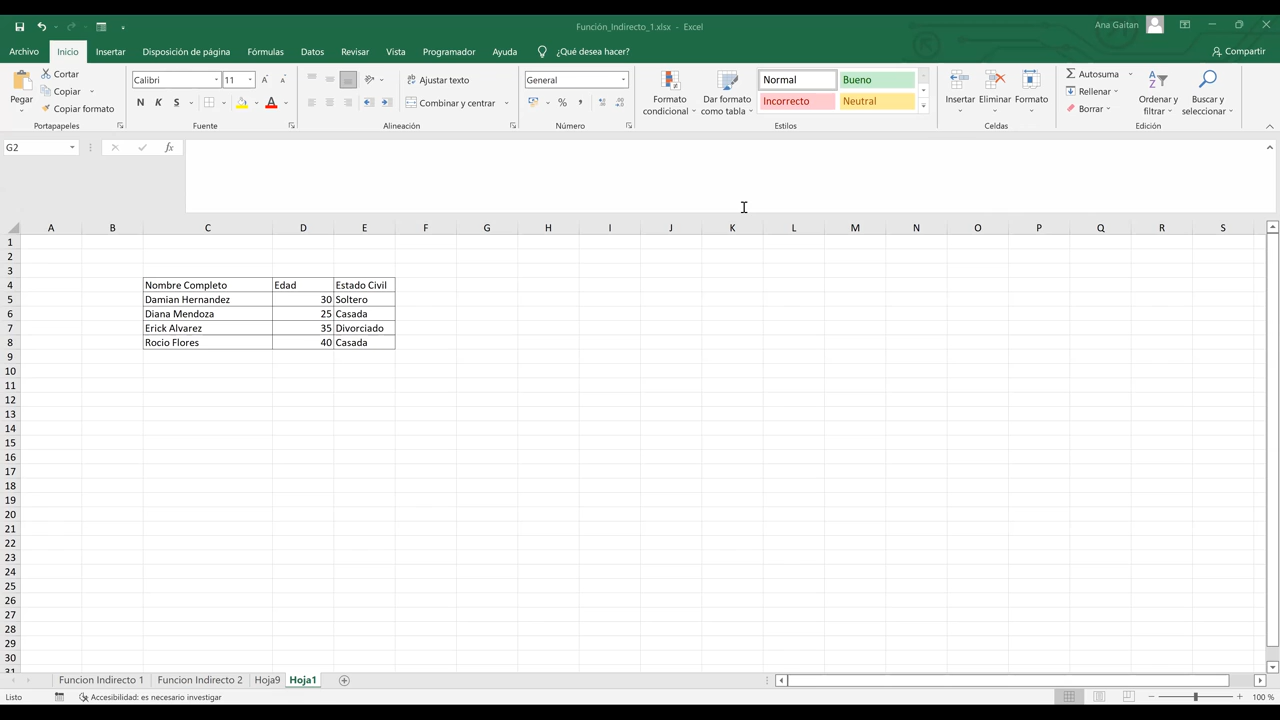 Función_Indirecto_1.xlsx - Excel
Ana Gaitan
Archivo Inicio Insertar Disposición de página Fórmulas Datos Revisar Vista Programador Ayuda ¿Qué desea hacer? Compartir
Pegar
Cortar
Copiar
Copiar formato
Portapapeles
Calibri 11
N K S
Fuente
Ajustar texto
Combinar y centrar
Alineación
General
% 000
Número
Formato condicional
Dar formato como tabla
Normal Bueno
Incorrecto Neutral
Estilos
Insertar Eliminar Formato
Celdas
Autosuma
Rellenar
Borrar
Ordenar y filtrar
Buscar y seleccionar
Edición
G2 fx
A B C D E F G H I J K L M N O P Q R S
1
2
3
4 Nombre Completo Edad Estado Civil
5 Damian Hernandez 30 Soltero
6 Diana Mendoza 25 Casada
7 Erick Alvarez 35 Divorciado
8 Rocio Flores 40 Casada
9
10
11
12
13
14
15
16
17
18
19
20
21
22
23
24
25
26
27
28
29
30
31
Funcion Indirecto 1 Funcion Indirecto 2 Hoja9 Hoja1
Listo Accesibilidad: es necesario investigar 100 %